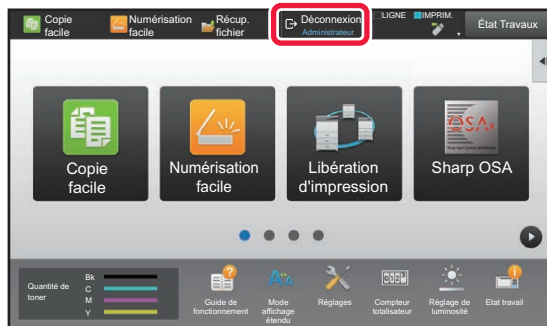 Copie
facile
Numérisation
facile
Récup.
fichier
Déconnexion
Administrateur
LIGNE
IMPRIM.
État Travaux
Copie
facile
Numérisation
facile
Libération
d'impression
Sharp OSA
Quantité de
toner
Bk
C
M
Y
Guide de
fonctionnement
Mode
affichage
étendu
Réglages
Compteur
totalisateur
Réglage de
luminosité
Etat travail